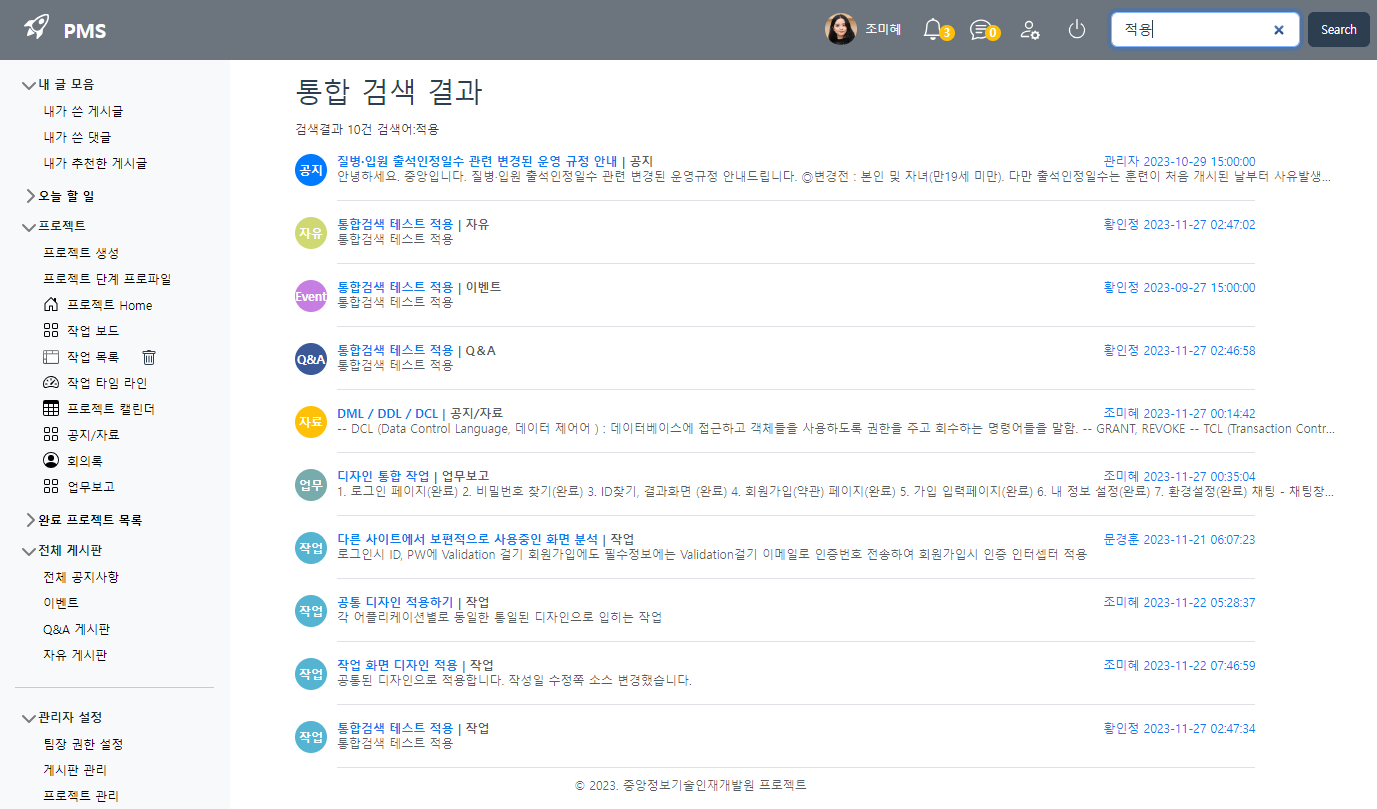 PMS
조미혜
3
0
적용
Search
내 글 모음
내가 쓴 게시글
내가 쓴 댓글
내가 추천한 게시글
오늘 할 일
프로젝트
프로젝트 생성
프로젝트 단계 프로파일
프로젝트 Home
작업 보드
작업 목록
작업 타임 라인
프로젝트 캘린더
공지/자료
회의록
업무보고
완료 프로젝트 목록
전체 게시판
전체 공지사항
이벤트
Q&A 게시판
자유 게시판
관리자 설정
팀장 권한 설정
게시판 관리
프로젝트 관리
통합 검색 결과
검색결과 10건 검색어:적용
공지
질병·입원 출석인정일수 관련 변경된 운영 규정 안내 | 공지
관리자 2023-10-29 15:00:00
안녕하세요. 중앙입니다. 질병·입원 출석인정일수 관련 변경된 운영규정 안내드립니다. ◎변경전 : 본인 및 자녀(만19세 미만). 다만 출석인정일수는 훈련이 처음 개시된 날부터 사유발생...
자유
통합검색 테스트 적용 | 자유
황인정 2023-11-27 02:47:02
통합검색 테스트 적용
Event
통합검색 테스트 적용 | 이벤트
황인정 2023-09-27 15:00:00
통합검색 테스트 적용
Q&A
통합검색 테스트 적용 | Q&A
황인정 2023-11-27 02:46:58
통합검색 테스트 적용
자료
DML / DDL / DCL | 공지/자료
조미혜 2023-11-27 00:14:42
-- DCL (Data Control Language, 데이터 제어어 ) : 데이터베이스에 접근하고 객체들을 사용하도록 권한을 주고 회수하는 명령어들을 말함. -- GRANT, REVOKE -- TCL (Transaction Contr...
업무
디자인 통합 작업 | 업무보고
조미혜 2023-11-27 00:35:04
1. 로그인 페이지(완료) 2. 비밀번호 찾기(완료) 3. ID찾기, 결과화면 (완료) 4. 회원가입(약관) 페이지(완료) 5. 가입 입력페이지(완료) 6. 내 정보 설정(완료) 7. 환경설정(완료) 채팅 - 채팅창...
작업
다른 사이트에서 보편적으로 사용중인 화면 분석 | 작업
문경훈 2023-11-21 06:07:23
로그인시 ID, PW에 Validation 걸기 회원가입에도 필수정보에는 Validation걸기 이메일로 인증번호 전송하여 회원가입시 인증 인터셉터 적용
작업
공통 디자인 적용하기 | 작업
조미혜 2023-11-22 05:28:37
각 어플리케이션별로 동일한 통일된 디자인으로 입히는 작업
작업
작업 화면 디자인 적용 | 작업
조미혜 2023-11-22 07:46:59
공통된 디자인으로 적용합니다. 작성일 수정쪽 소스 변경했습니다.
작업
통합검색 테스트 적용 | 작업
황인정 2023-11-27 02:47:34
통합검색 테스트 적용
© 2023. 중앙정보기술인재개발원 프로젝트